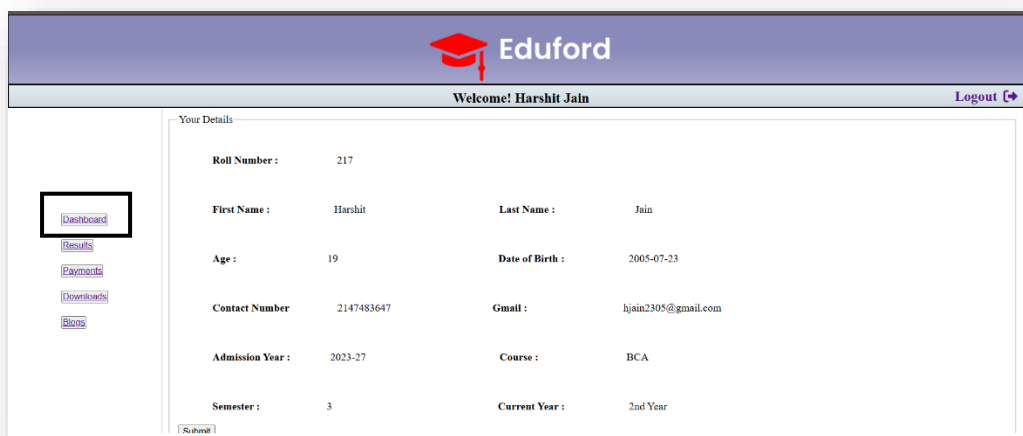 Eduford
Welcome! Harshit Jain
Logout
Your Details
Roll Number : 217
First Name : Harshit Last Name : Jain
Dashboard
Results
Age : 19 Date of Birth : 2005-07-23
Payments
Downloads
Contact Number 2147483647 Gmail : hjain2305@gmail.com
Blogs
Admission Year : 2023-27 Course : BCA
Semester : 3 Current Year : 2nd Year
Submit